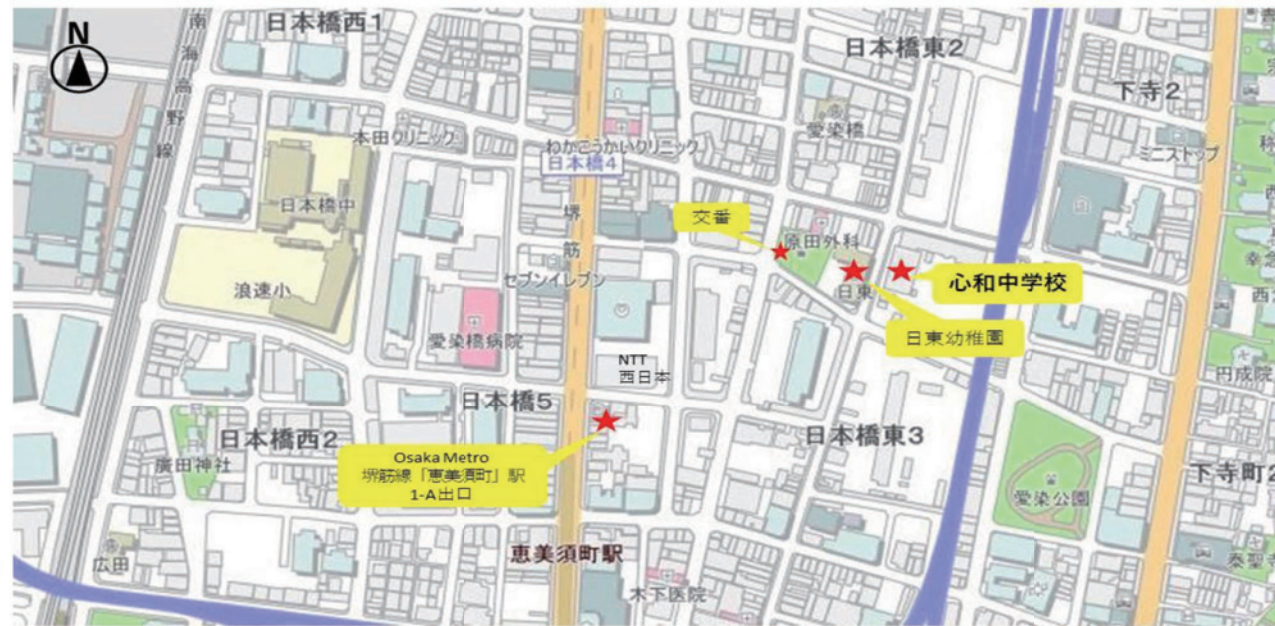 N
南海高野線
日本橋西1
日本橋東2
下寺2
本田クリニック
わかこうかいクリニック
日本橋4
愛染橋
ミニストップ
日本橋中
堺筋
交番
原田外科
心和中学校
日東
日東幼稚園
浪速小
セブンイレブン
愛染橋病院
NTT
西日本
円成院
日本橋5
日本橋西2
日本橋東3
廣田神社
Osaka Metro
堺筋線「恵美須町」駅
1-A出口
下寺町2
愛染公園
恵美須町駅
広田
木下医院
泰聖寺